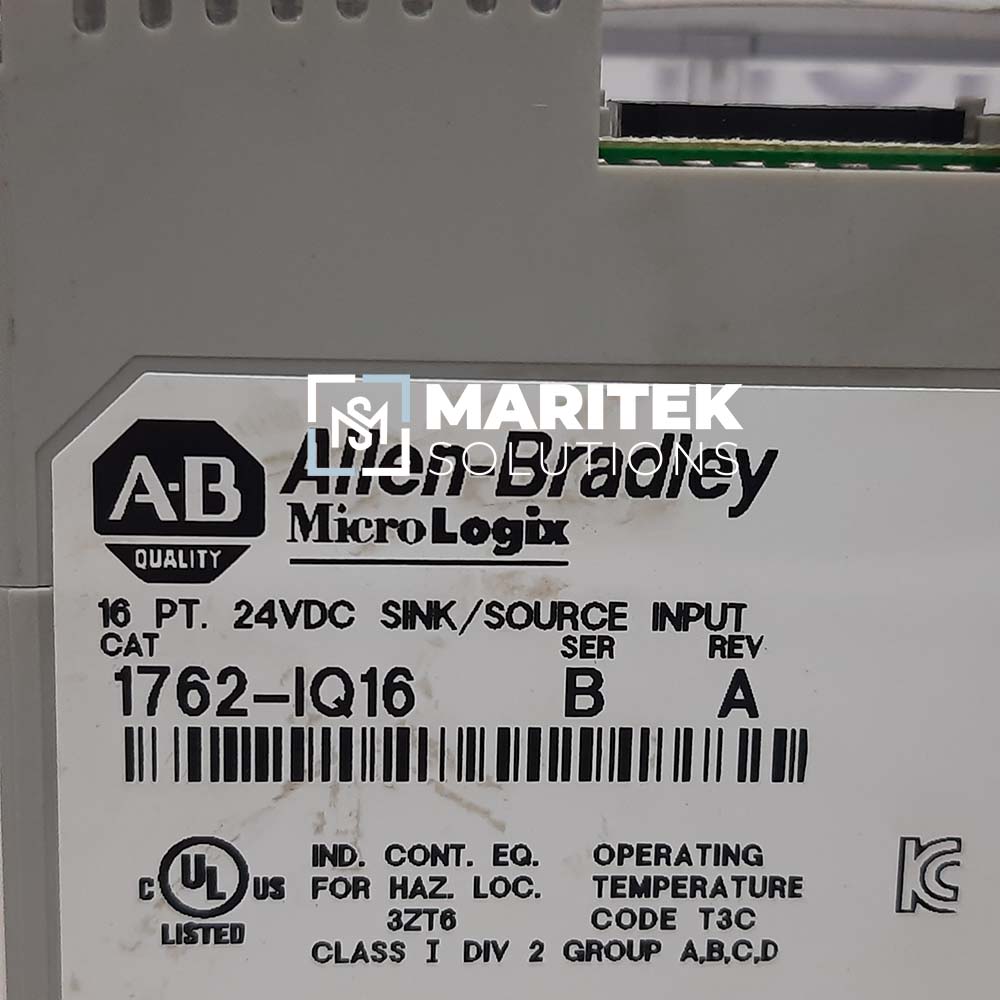 MARITEK
SOLUTIONS
A-B
QUALITY
Allen-Bradley
MicroLogix
16 PT. 24VDC SINK/SOURCE INPUT
CAT SER REV
1762-IQ16 B A
C UL US
LISTED
IND. CONT. EQ.
FOR HAZ. LOC.
3ZT6
OPERATING
TEMPERATURE
CODE T3C
CLASS I DIV 2 GROUP A,B,C,D
KC